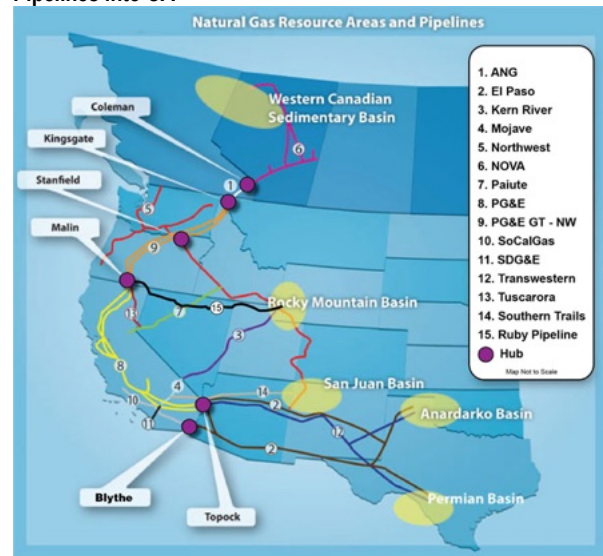 Natural Gas Resource Areas and Pipelines
Coleman
Kingsgate
Stanfield
Malin
Western Canadian
Sedimentary Basin
6
1
5
9
Rocky Mountain Basin
13
7
15
3
8
4
14
San Juan Basin
10
2
11
12
Anardarko Basin
2
Permian Basin
Blythe
Topock
1. ANG
2. El Paso
3. Kern River
4. Mojave
5. Northwest
6. NOVA
7. Paiute
8. PG&E
9. PG&E GT - NW
10. SoCalGas
11. SDG&E
12. Transwestern
13. Tuscarora
14. Southern Trails
15. Ruby Pipeline
Hub
Map Not to Scale